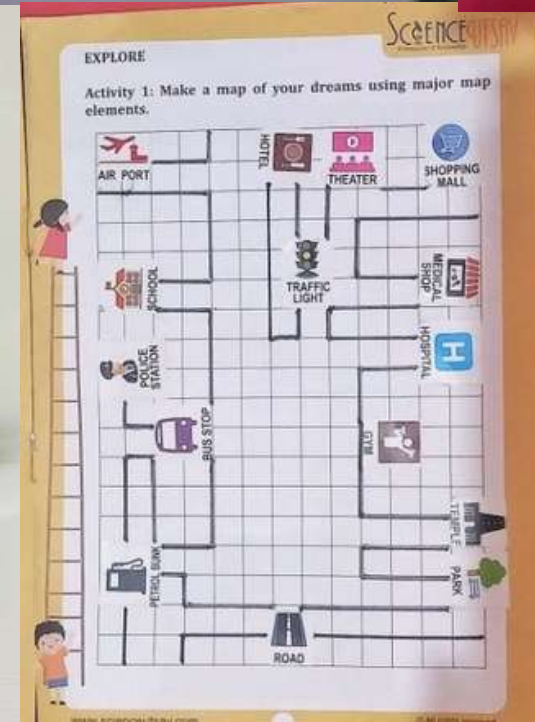 ScienceUTSAV
EXPLORE
Activity 1: Make a map of your dreams using major map
elements.
AIR PORT
HOTEL
THEATER
SHOPPING
MALL
TRAFFIC
LIGHT
MEDICAL
SHOP
SCHOOL
HOSPITAL
H
POLICE
STATION
BUS STOP
GYM
TEMPLE
PETROL BUNK
PARK
ROAD